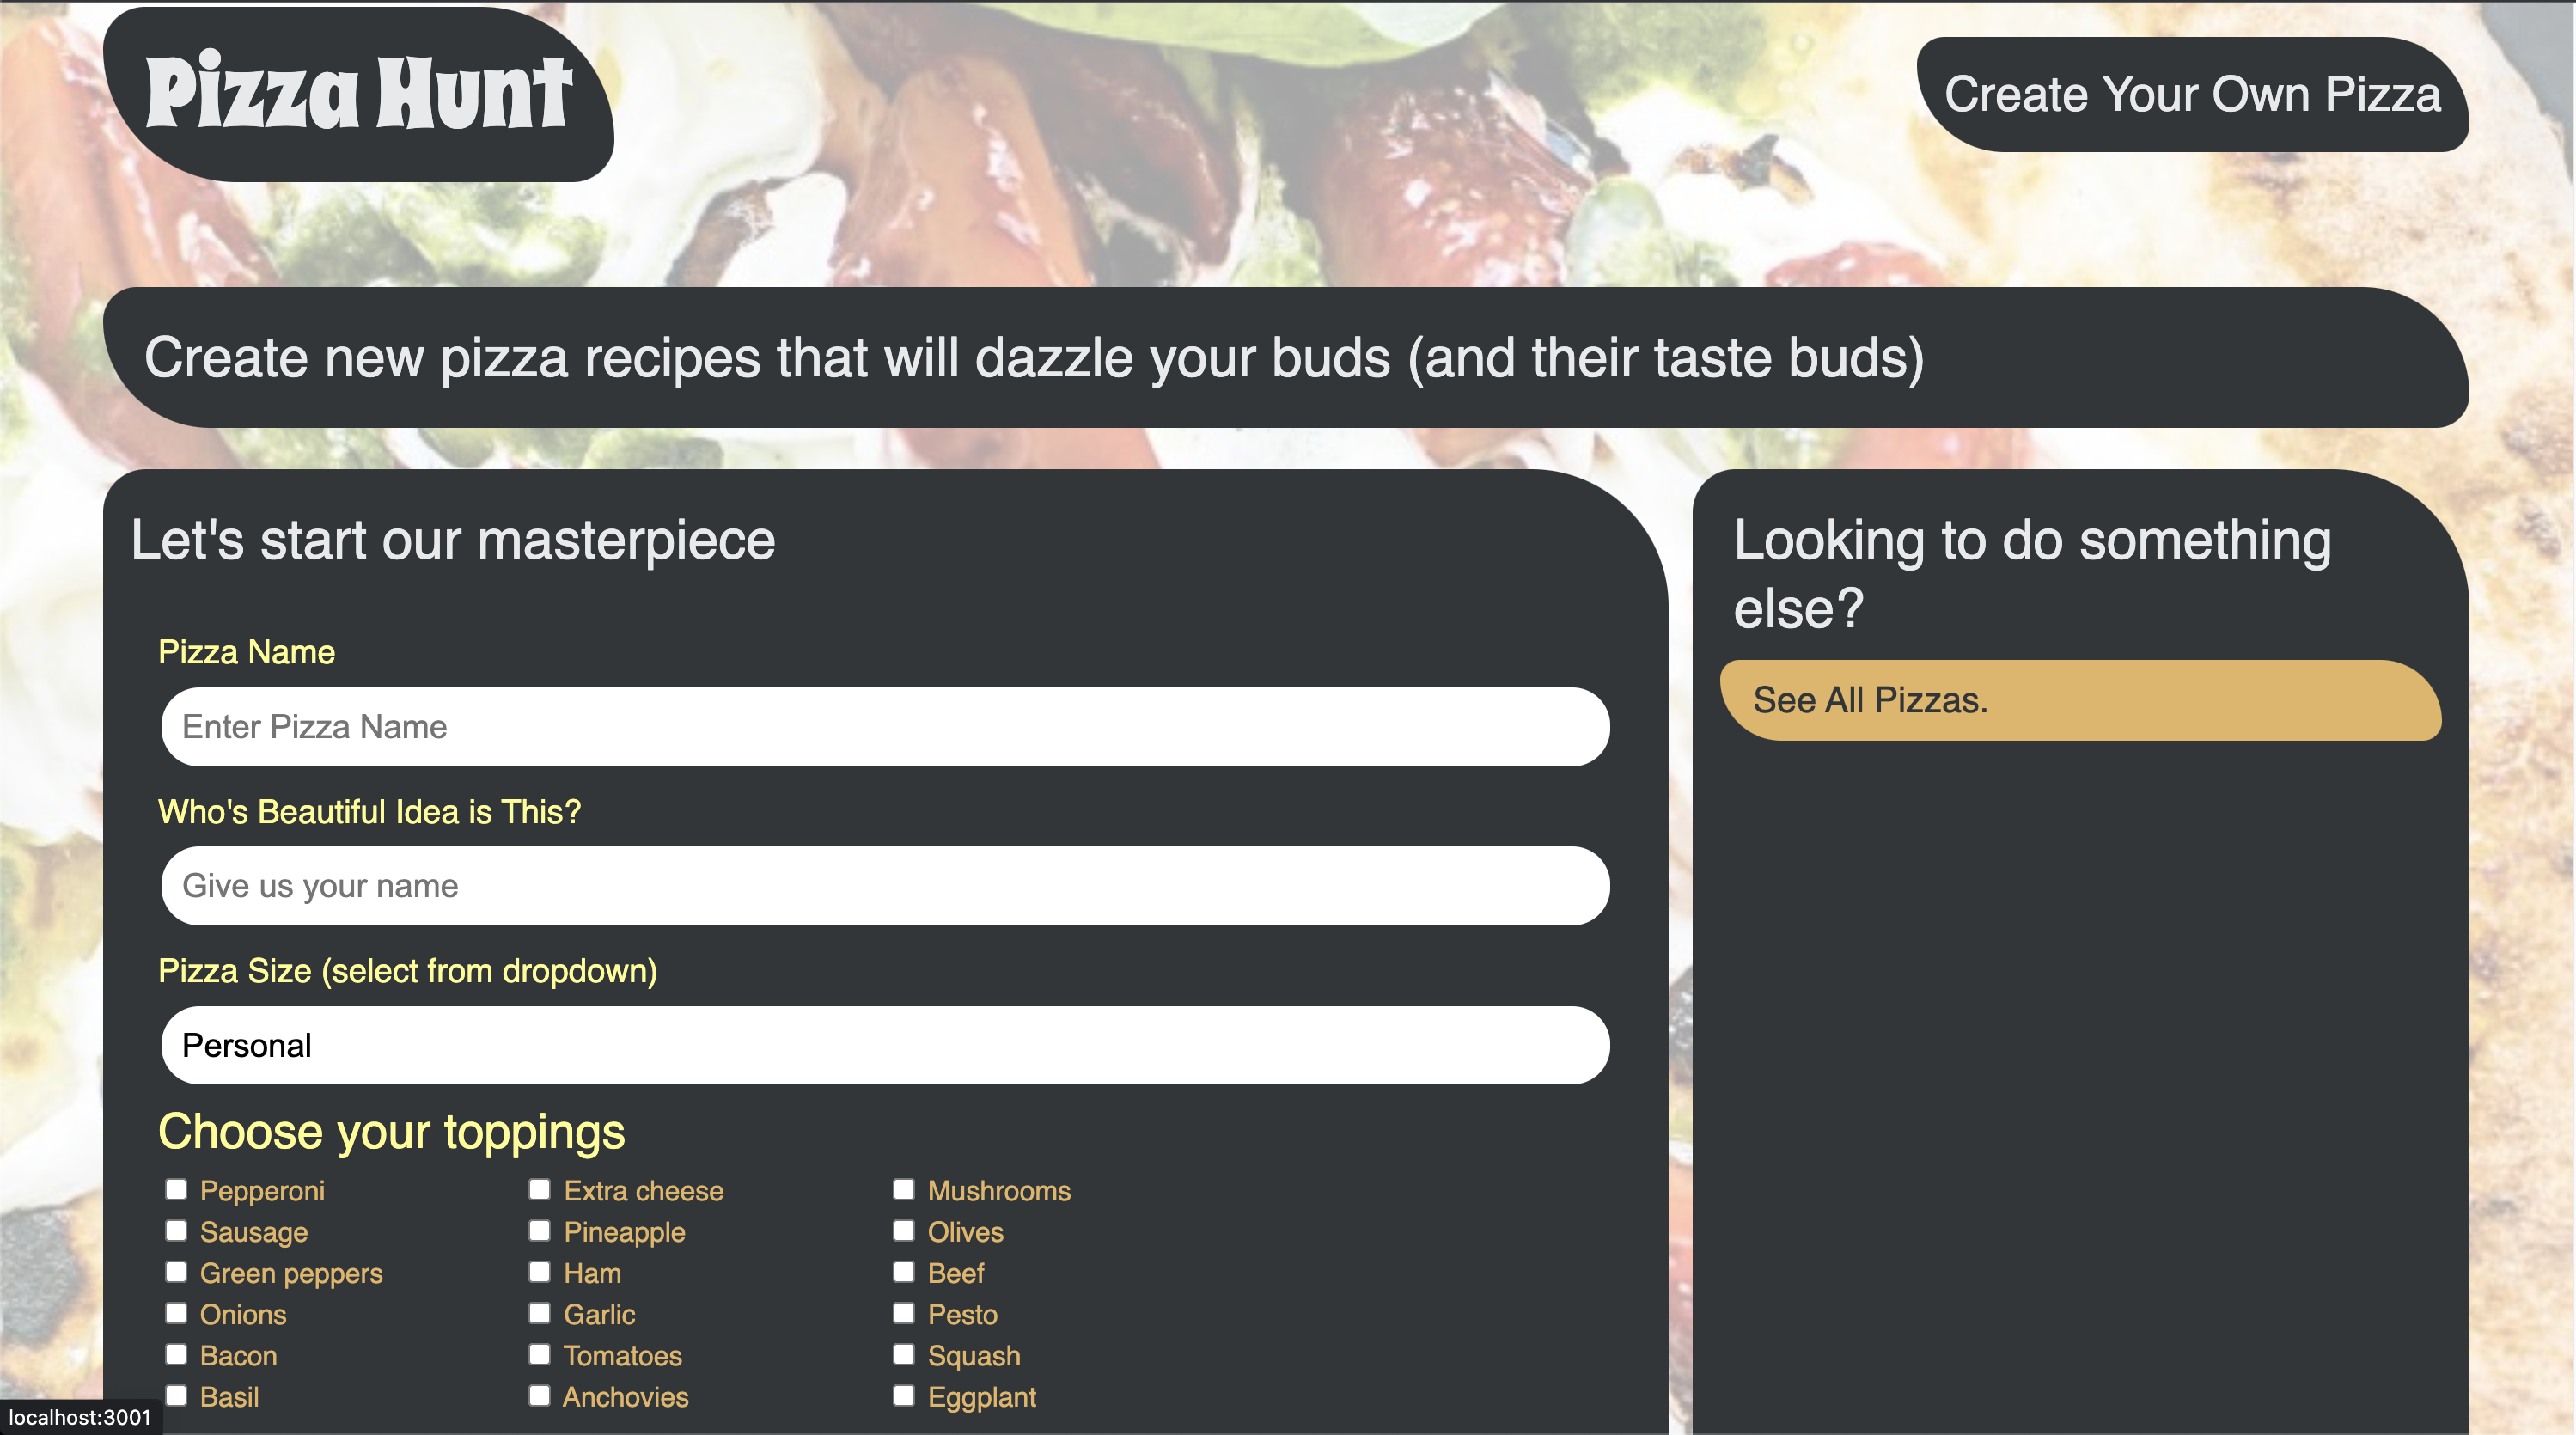 Pizza Hunt
Create Your Own Pizza
Create new pizza recipes that will dazzle your buds (and their taste buds)
Let's start our masterpiece
Pizza Name
Enter Pizza Name
Who's Beautiful Idea is This?
Give us your name
Pizza Size (select from dropdown)
Personal
Choose your toppings
Pepperoni
Extra cheese
Mushrooms
Sausage
Pineapple
Olives
Green peppers
Ham
Beef
Onions
Garlic
Pesto
Bacon
Tomatoes
Squash
Basil
Anchovies
Eggplant
Looking to do something
else?
See All Pizzas.
localhost:3001